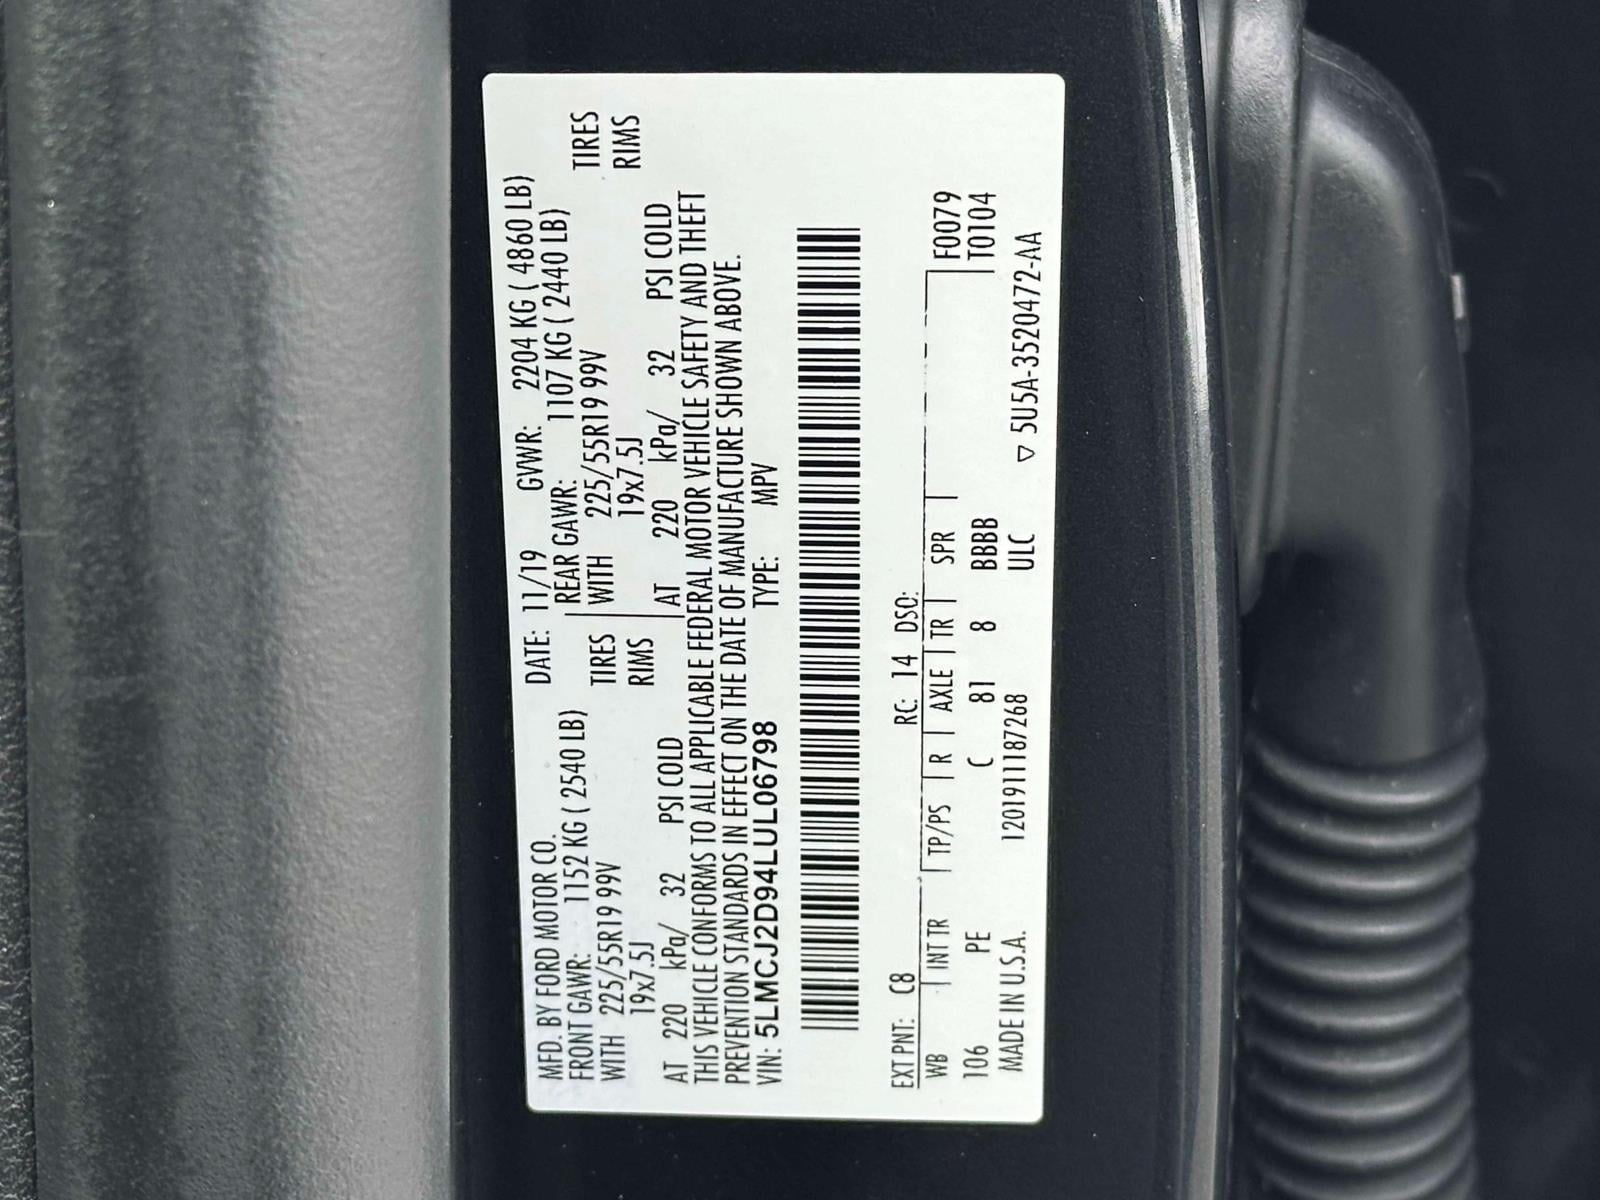 MFD. BY FORD MOTOR CO. DATE: 11/19 GVWR: 2204 KG ( 4860 LB)
FRONT GAWR: 1152 KG ( 2540 LB) REAR GAWR: 1107 KG ( 2440 LB)
WITH 225/55R19 99V TIRES WITH 225/55R19 99V TIRES
19x7.5J RIMS 19x7.5J RIMS
AT 220 kPa/ 32 PSI COLD AT 220 kPa/ 32 PSI COLD
THIS VEHICLE CONFORMS TO ALL APPLICABLE FEDERAL MOTOR VEHICLE SAFETY AND THEFT
PREVENTION STANDARDS IN EFFECT ON THE DATE OF MANUFACTURE SHOWN ABOVE.
VIN: 5LMCJ2D94LUL06798 TYPE: MPV
EXT PNT: C8 RC: 14 DSO:
WB INT TR TP/PS R AXLE TR SPR F0079
106 PE C 81 8 BBBB T0104
MADE IN U.S.A. 1201911187268 ULC ▽ 5U5A-3520472-AA